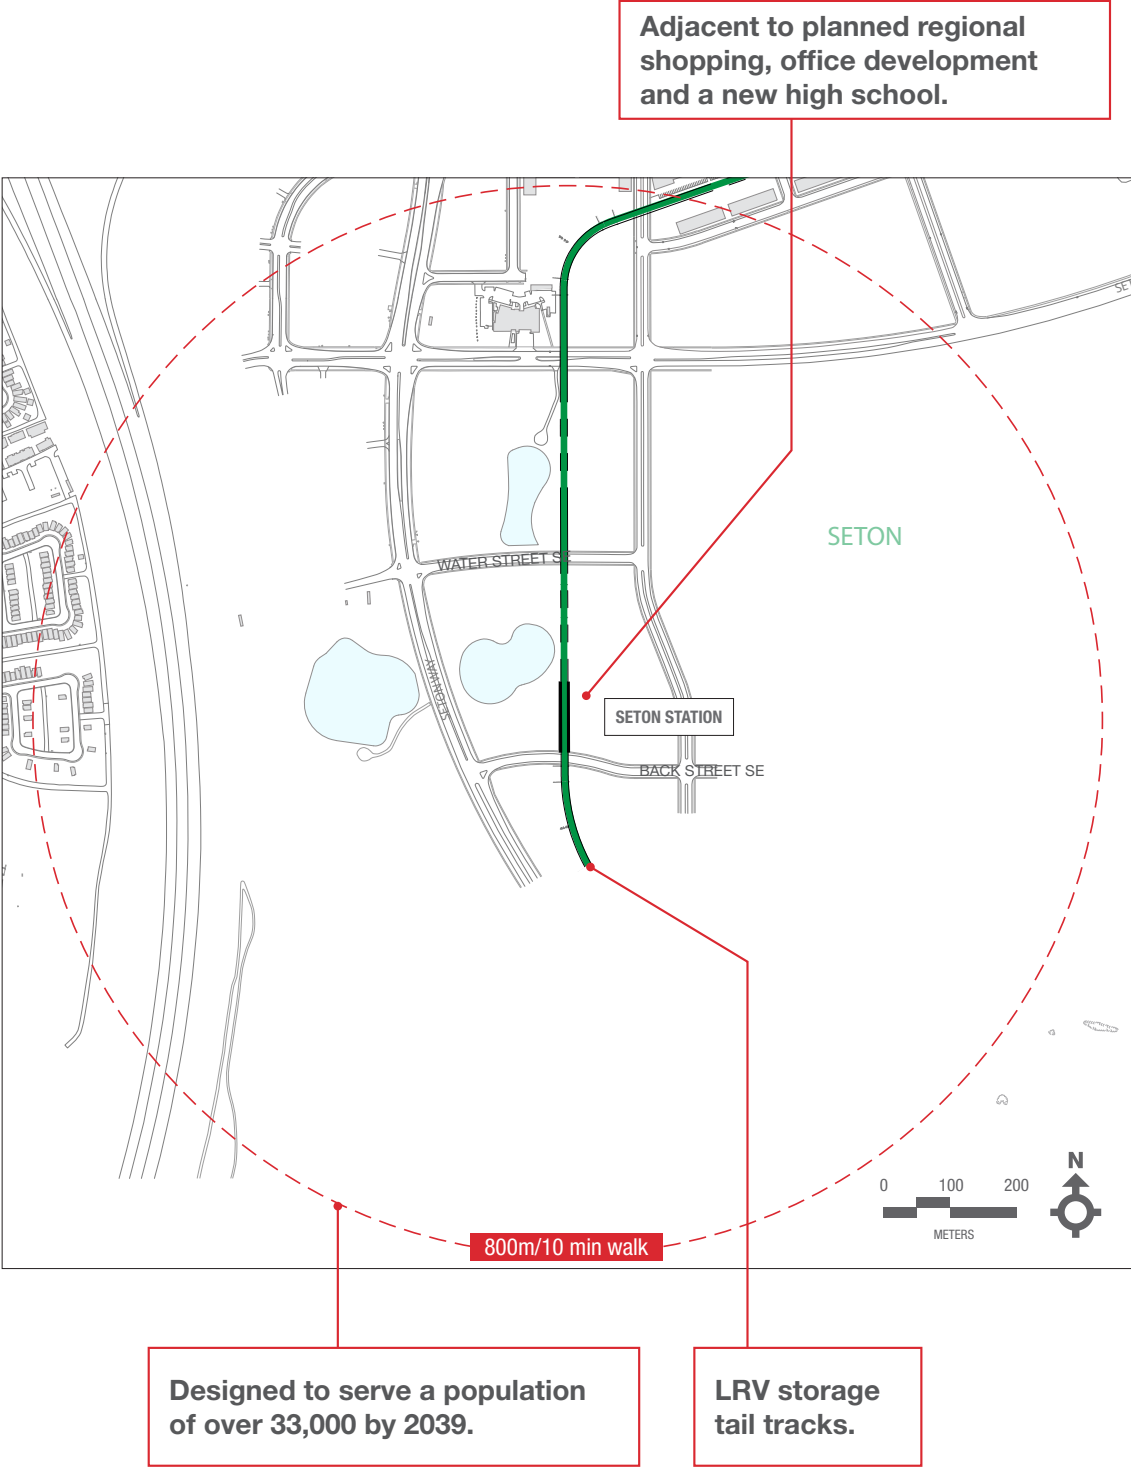 Adjacent to planned regional
shopping, office development
and a new high school.
SE
SETON
WATER STREET SE
SETON WAY
SETON STATION
BACK STREET SE
N
0 100 200
METERS
800m/10 min walk
Designed to serve a population
of over 33,000 by 2039.
LRV storage
tail tracks.